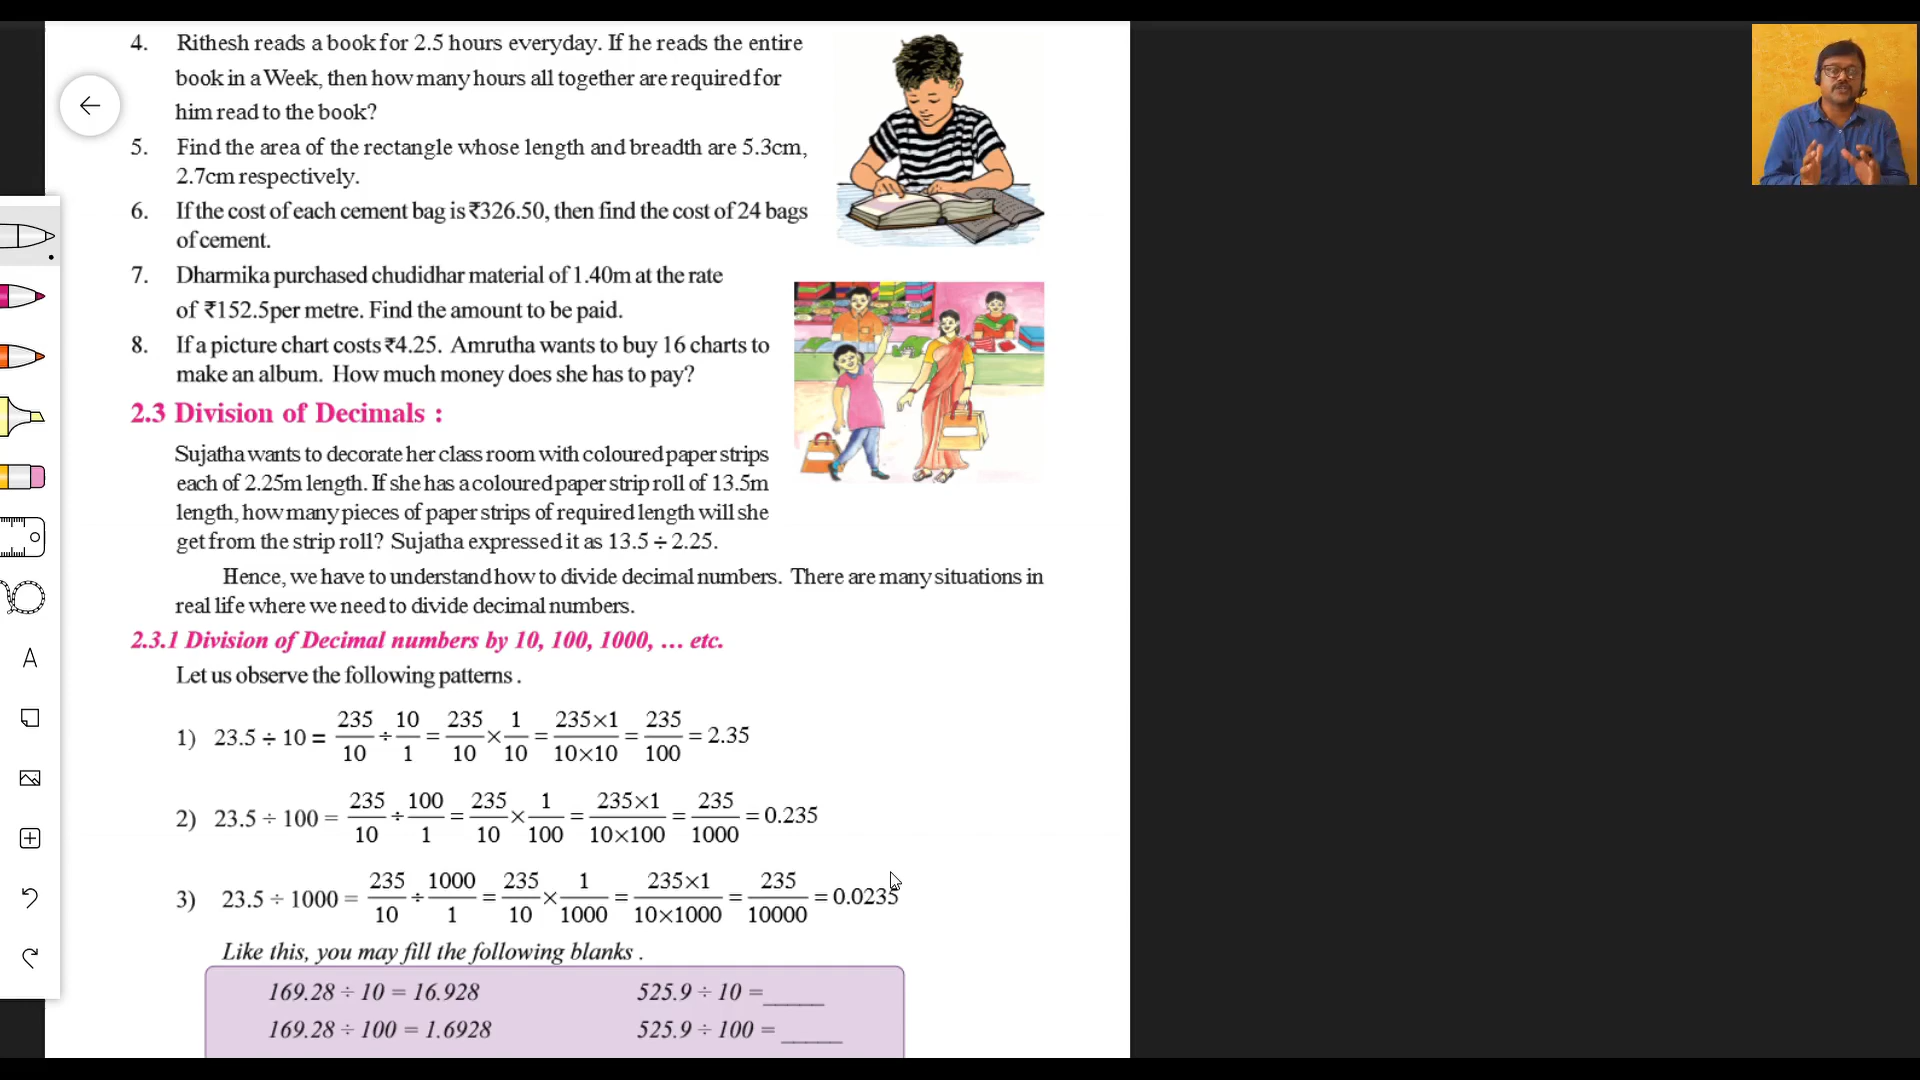 4. Rithesh reads a book for 2.5 hours everyday. If he reads the entire
book in a Week, then how many hours all together are required for
him read to the book?
5. Find the area of the rectangle whose length and breadth are 5.3cm,
2.7cm respectively.
6. If the cost of each cement bag is ₹326.50, then find the cost of 24 bags
of cement.
7. Dharmika purchased chudidhar material of 1.40m at the rate
of ₹152.5per metre. Find the amount to be paid.
8. If a picture chart costs ₹4.25. Amrutha wants to buy 16 charts to
make an album. How much money does she has to pay?
2.3 Division of Decimals :
Sujatha wants to decorate her class room with coloured paper strips
each of 2.25m length. If she has a coloured paper strip roll of 13.5m
length, how many pieces of paper strips of required length will she
get from the strip roll? Sujatha expressed it as 13.5 ÷ 2.25.
Hence, we have to understand how to divide decimal numbers. There are many situations in
real life where we need to divide decimal numbers.
2.3.1 Division of Decimal numbers by 10, 100, 1000, ... etc.
Let us observe the following patterns .
1) 23.5 ÷ 10 = 235/10 ÷ 10/1 = 235/10 × 1/10 = 235×1/10×10 = 235/100 = 2.35
2) 23.5 ÷ 100 = 235/10 ÷ 100/1 = 235/10 × 1/100 = 235×1/10×100 = 235/1000 = 0.235
3) 23.5 ÷ 1000 = 235/10 ÷ 1000/1 = 235/10 × 1/1000 = 235×1/10×1000 = 235/10000 = 0.0235
Like this, you may fill the following blanks .
169.28 ÷ 10 = 16.928 525.9 ÷ 10 =_____
169.28 ÷ 100 = 1.6928 525.9 ÷ 100 = _____
A